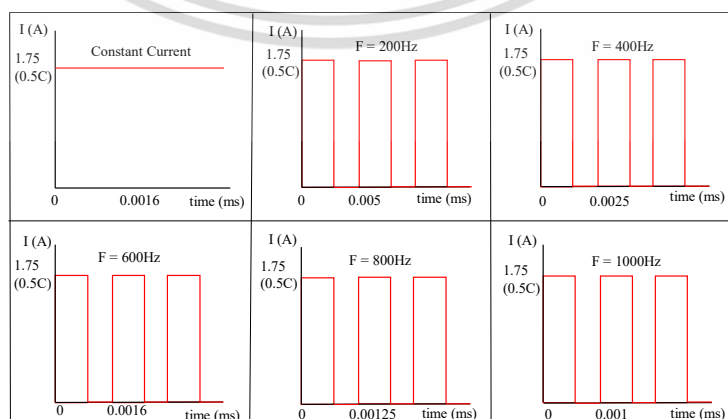 I (A)
Constant Current
1.75
(0.5C)
0 0.0016 time (ms)
I (A)
F = 200Hz
1.75
(0.5C)
0 0.005 time (ms)
I (A)
F = 400Hz
1.75
(0.5C)
0 0.0025 time (ms)
I (A)
F = 600Hz
1.75
(0.5C)
0 0.0016 time (ms)
I (A)
F = 800Hz
1.75
(0.5C)
0 0.00125 time (ms)
I (A)
F = 1000Hz
1.75
(0.5C)
0 0.001 time (ms)